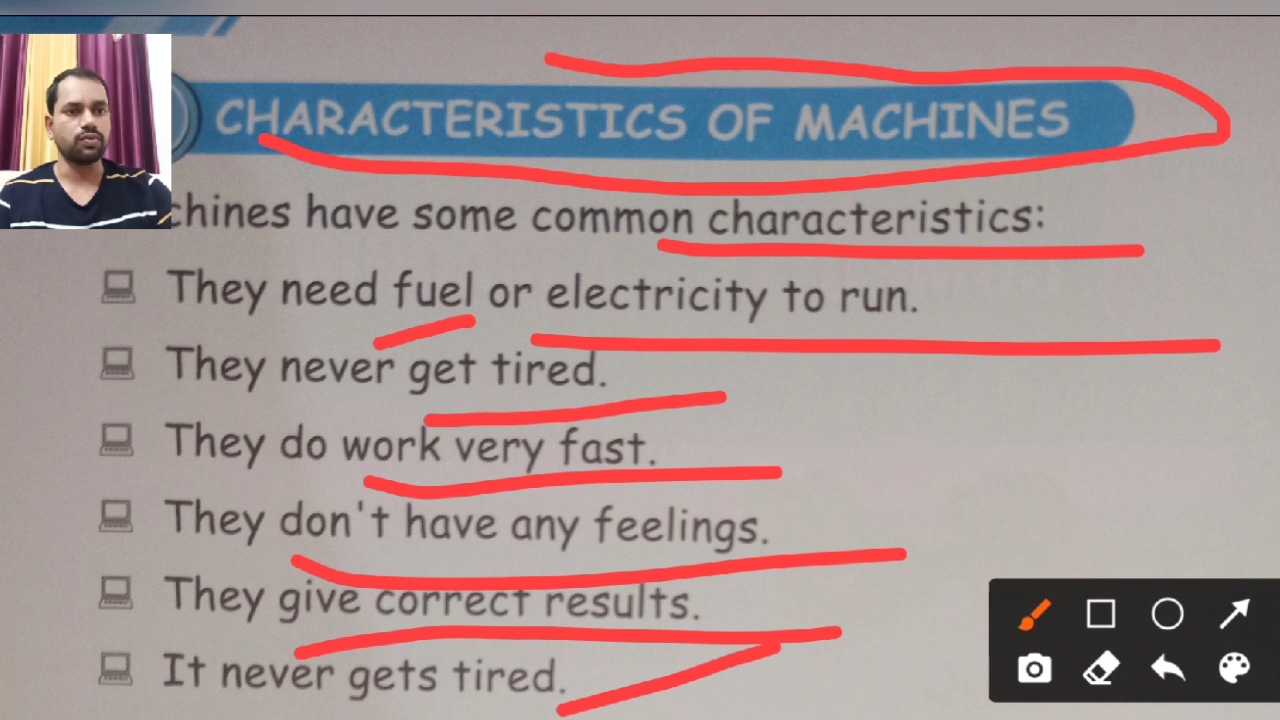 CHARACTERISTICS OF MACHINES
chines have some common characteristics:
They need fuel or electricity to run.
They never get tired.
They do work very fast.
They don't have any feelings.
They give correct results.
It never gets tired.